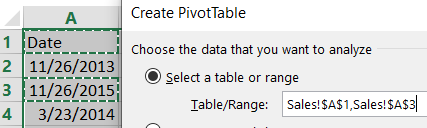 A
Create PivotTable
1 Date
Choose the data that you want to analyze
2 11/26/2013
Select a table or range
3 11/26/2015
Table/Range: Sales!$A$1,Sales!$A$3
4 3/23/2014